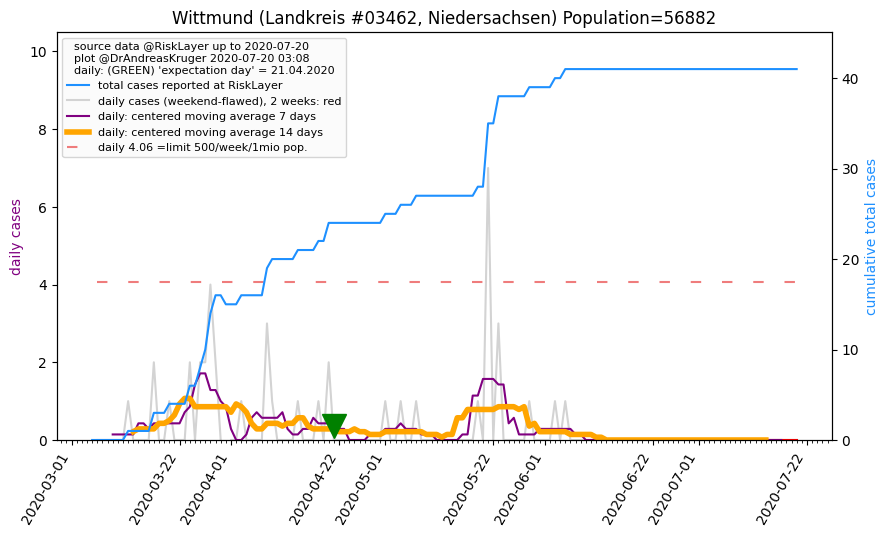 Wittmund (Landkreis #03462, Niedersachsen) Population=56882
source data @RiskLayer up to 2020-07-20
plot @DrAndreasKruger 2020-07-20 03:08
daily: (GREEN) 'expectation day' = 21.04.2020
total cases reported at RiskLayer
daily cases (weekend-flawed), 2 weeks: red
daily: centered moving average 7 days
daily: centered moving average 14 days
daily 4.06 =limit 500/week/1mio pop.
daily cases
10
8
6
4
2
0
cumulative total cases
40
30
20
10
0
2020-03-01
2020-03-22
2020-04-01
2020-04-22
2020-05-01
2020-05-22
2020-06-01
2020-06-22
2020-07-01
2020-07-22